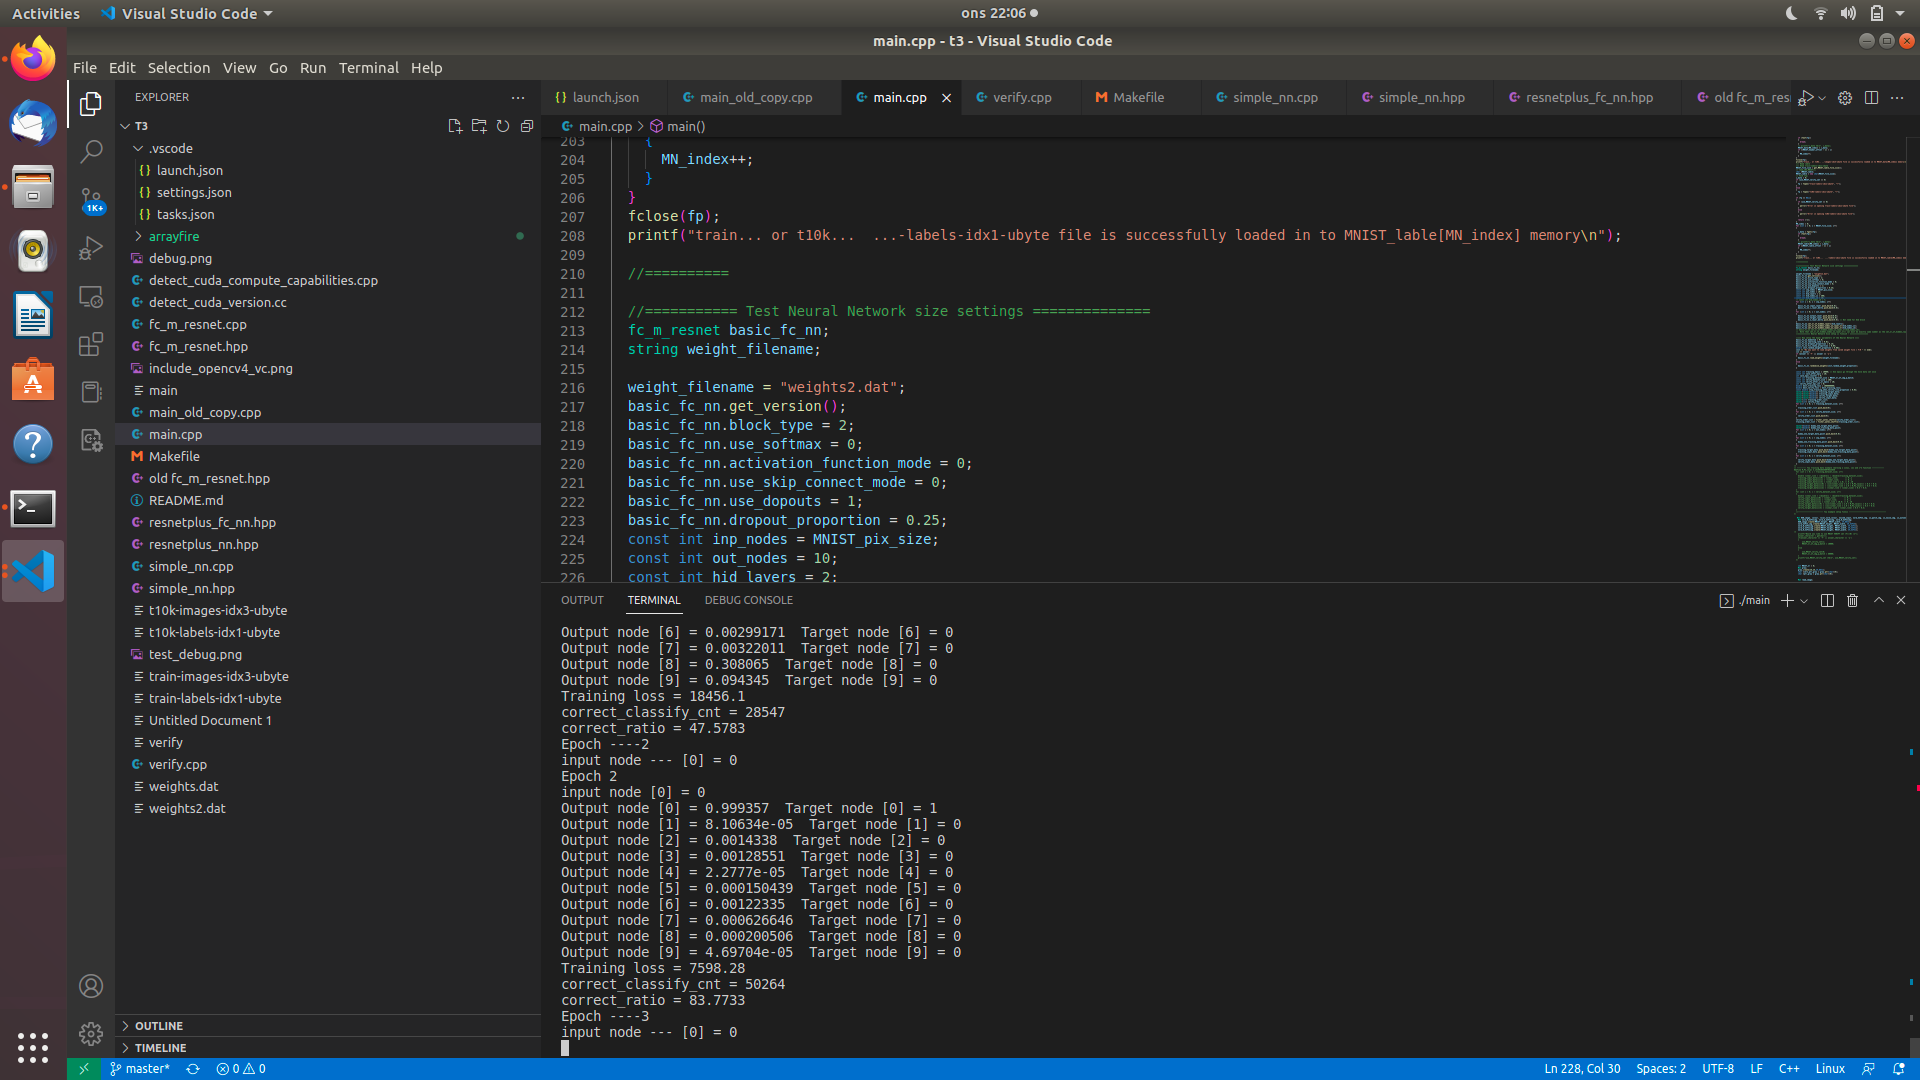 Activities Visual Studio Code ons 22:06
main.cpp - t3 - Visual Studio Code
File Edit Selection View Go Run Terminal Help
EXPLORER
T3
.vscode
launch.json
settings.json
tasks.json
arrayfire
debug.png
detect_cuda_compute_capabilities.cpp
detect_cuda_version.cc
fc_m_resnet.cpp
fc_m_resnet.hpp
include_opencv4_vc.png
main
main_old_copy.cpp
main.cpp
Makefile
old fc_m_resnet.hpp
README.md
resnetplus_fc_nn.hpp
resnetplus_nn.hpp
simple_nn.cpp
simple_nn.hpp
t10k-images-idx3-ubyte
t10k-labels-idx1-ubyte
test_debug.png
train-images-idx3-ubyte
train-labels-idx1-ubyte
Untitled Document 1
verify
verify.cpp
weights.dat
weights2.dat
OUTLINE
TIMELINE
1K+
launch.json main_old_copy.cpp main.cpp verify.cpp Makefile simple_nn.cpp simple_nn.hpp resnetplus_fc_nn.hpp old fc_m_res
main.cpp > main()
203 {
204 MN_index++;
205 }
206 }
207 fclose(fp);
208 printf("train... or t10k...  ...-labels-idx1-ubyte file is successfully loaded in to MNIST_lable[MN_index] memory\n");
209
210 //==========
211
212 //=========== Test Neural Network size settings ==============
213 fc_m_resnet basic_fc_nn;
214 string weight_filename;
215
216 weight_filename = "weights2.dat";
217 basic_fc_nn.get_version();
218 basic_fc_nn.block_type = 2;
219 basic_fc_nn.use_softmax = 0;
220 basic_fc_nn.activation_function_mode = 0;
221 basic_fc_nn.use_skip_connect_mode = 0;
222 basic_fc_nn.use_dopouts = 1;
223 basic_fc_nn.dropout_proportion = 0.25;
224 const int inp_nodes = MNIST_pix_size;
225 const int out_nodes = 10;
226 const int hid_layers = 2;
OUTPUT TERMINAL DEBUG CONSOLE ./main
Output node [6] = 0.00299171  Target node [6] = 0
Output node [7] = 0.00322011  Target node [7] = 0
Output node [8] = 0.308065  Target node [8] = 0
Output node [9] = 0.094345  Target node [9] = 0
Training loss = 18456.1
correct_classify_cnt = 28547
correct_ratio = 47.5783
Epoch ----2
input node --- [0] = 0
Epoch 2
input node [0] = 0
Output node [0] = 0.999357  Target node [0] = 1
Output node [1] = 8.10634e-05  Target node [1] = 0
Output node [2] = 0.0014338  Target node [2] = 0
Output node [3] = 0.00128551  Target node [3] = 0
Output node [4] = 2.2777e-05  Target node [4] = 0
Output node [5] = 0.000150439  Target node [5] = 0
Output node [6] = 0.00122335  Target node [6] = 0
Output node [7] = 0.000626646  Target node [7] = 0
Output node [8] = 0.000200506  Target node [8] = 0
Output node [9] = 4.69704e-05  Target node [9] = 0
Training loss = 7598.28
correct_classify_cnt = 50264
correct_ratio = 83.7733
Epoch ----3
input node --- [0] = 0
master* 0 0 Ln 228, Col 30 Spaces: 2 UTF-8 LF C++ Linux